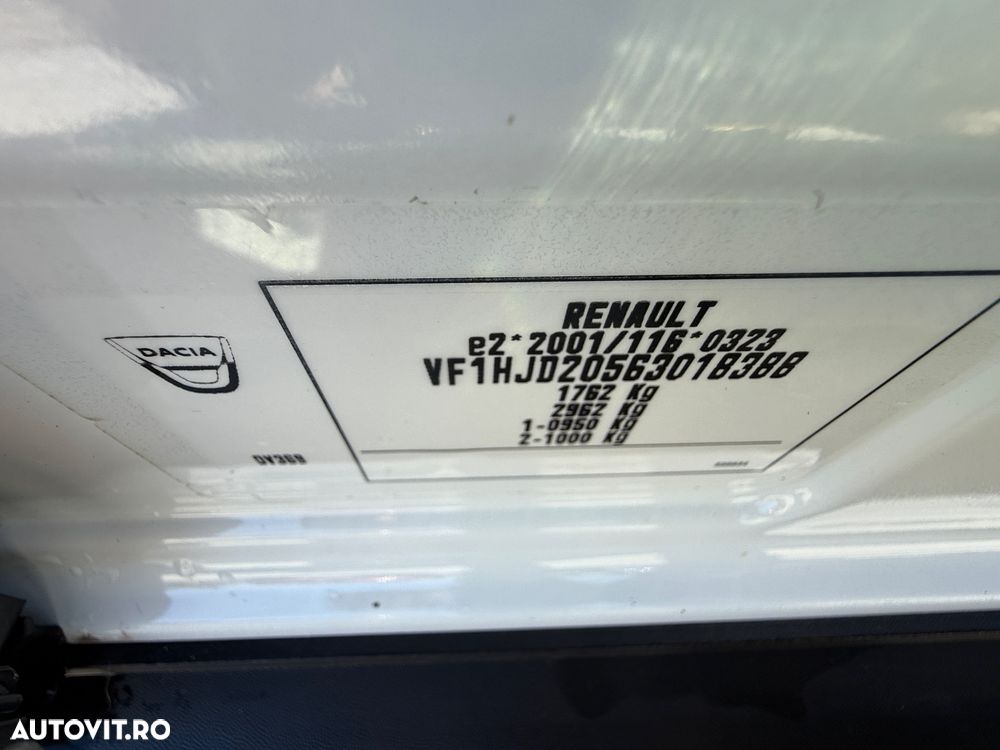 RENAULT
e2*2001/116*0323
VF1HJD20563018388
1762 Kg
2962 Kg
1-0950 Kg
2-1000 Kg
DACIA
DV369
AUTOVIT.RO